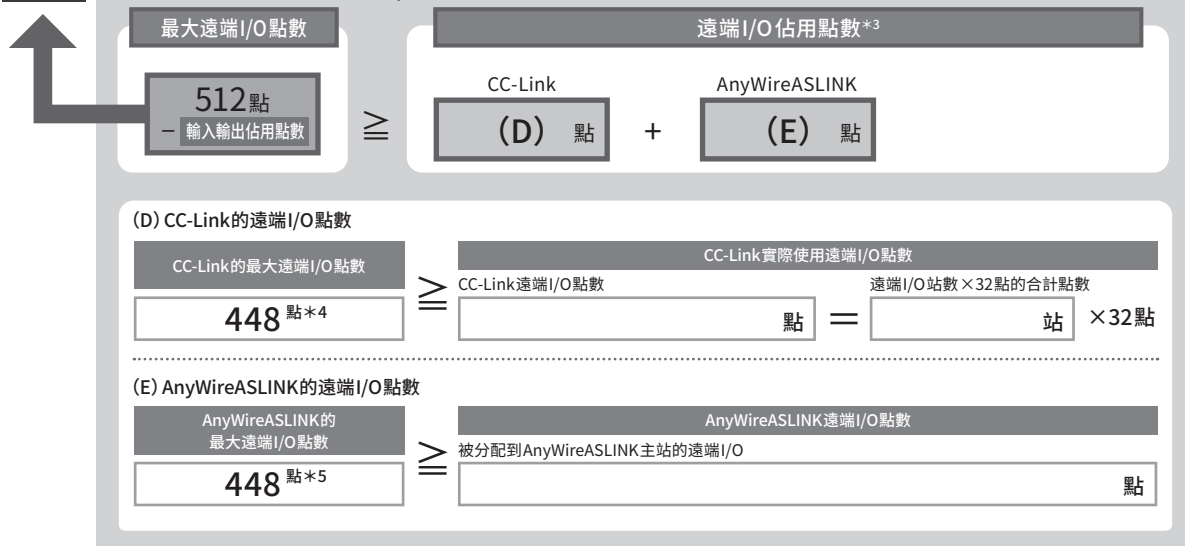 最大遠端I/O點數
遠端I/O佔用點數*3
512點
− 輸入輸出佔用點數
≧
CC-Link
(D) 點
+
AnyWireASLINK
(E) 點
(D) CC-Link的遠端I/O點數
CC-Link的最大遠端I/O點數
448點*4
≧
CC-Link實際使用遠端I/O點數
CC-Link遠端I/O點數
點
=
遠端I/O站數×32點的合計點數
站
×32點
(E) AnyWireASLINK的遠端I/O點數
AnyWireASLINK的
最大遠端I/O點數
448點*5
≧
AnyWireASLINK遠端I/O點數
被分配到AnyWireASLINK主站的遠端I/O
點